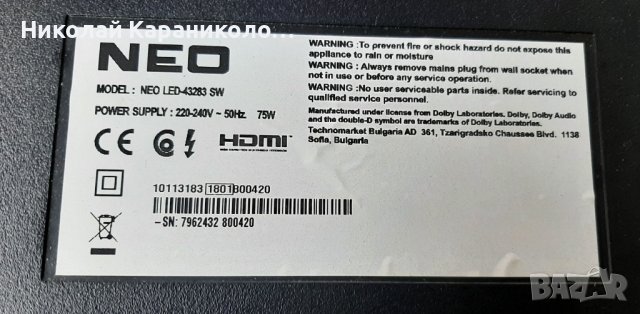 Николай Караколев
NEO
MODEL : NEO LED-43283 SW
POWER SUPPLY : 220-240V ~ 50Hz. 75W
CE HDMI
WARNING :To prevent fire or shock hazard do not expose this
appliance to rain or moisture
WARNING :Always remove mains plug from wall socket when
not in use or before any service operation.
WARNING :No user serviceable parts inside. Refer servicing to
qualified service personnel.
Manufactured under license from Dolby Laboratories. Dolby, Dolby Audio
and the double-D symbol are trademarks of Dolby Laboratories.
Technomarket Bulgaria AD 361, Tzarigradsko Chaussee Blvd. 1138
Sofia, Bulgaria
10113183 1801 800420
-SN: 7962432 800420
bazar